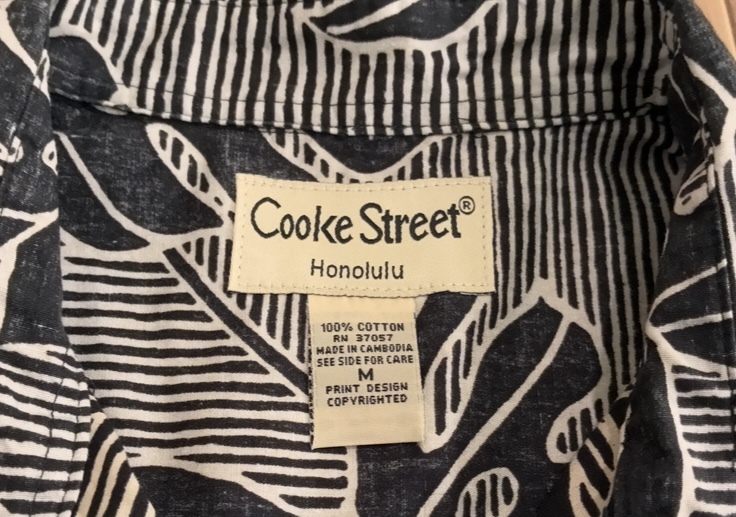 Cooke Street®
Honolulu
100% COTTON
RN 37057
MADE IN CAMBODIA
SEE SIDE FOR CARE
M
PRINT DESIGN
COPYRIGHTED